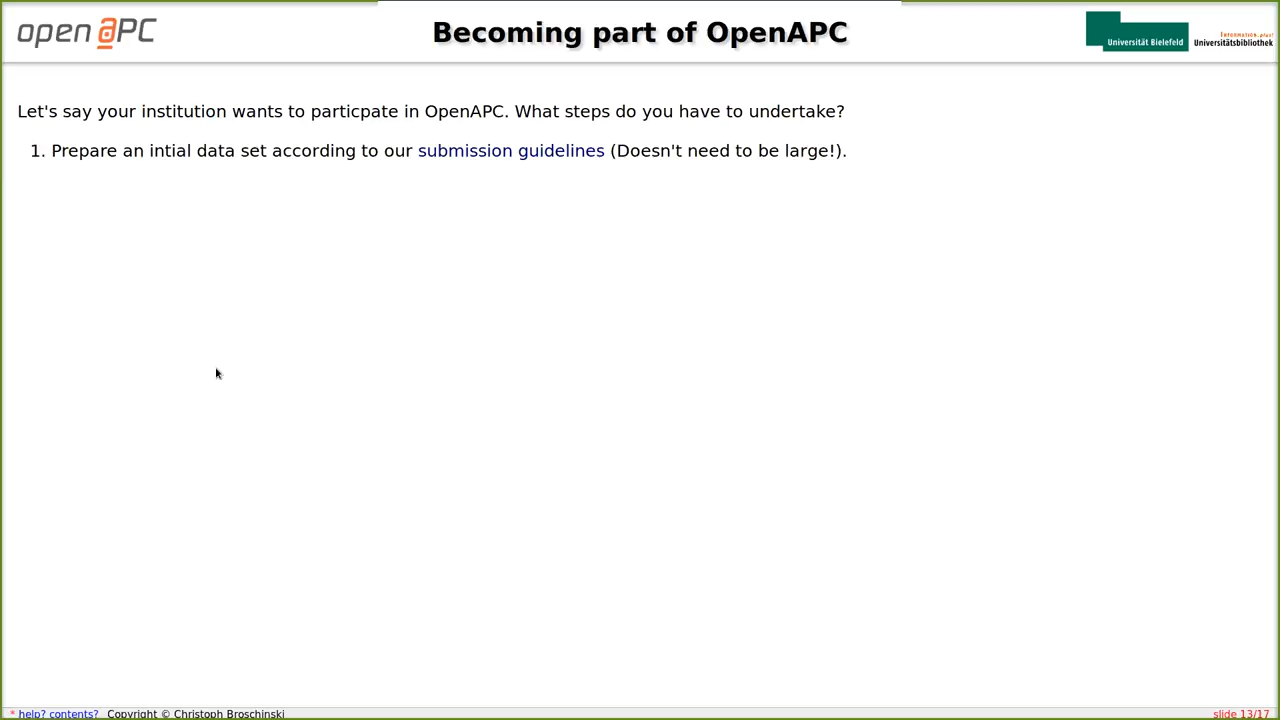 open aPC
Becoming part of OpenAPC
Universität Bielefeld
Universitätsbibliothek
Let's say your institution wants to particpate in OpenAPC. What steps do you have to undertake?
1. Prepare an intial data set according to our submission guidelines (Doesn't need to be large!).
* help? contents? Copyright © Christoph Broschinski
slide 13/17